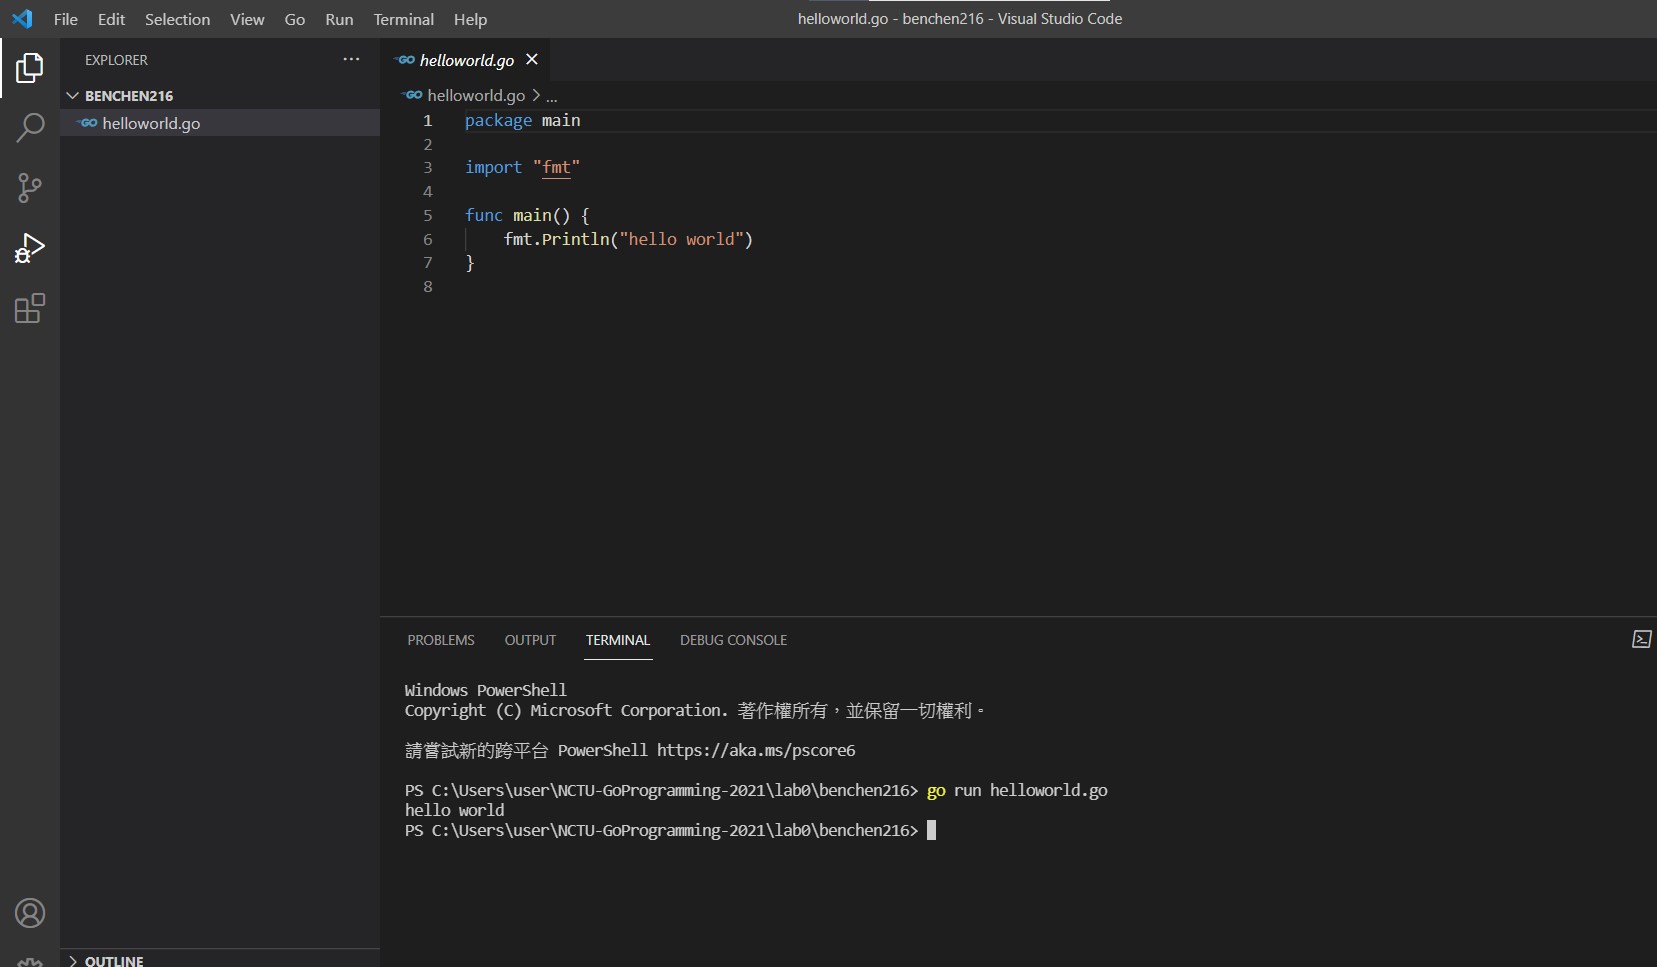 File Edit Selection View Go Run Terminal Help
helloworld.go - benchen216 - Visual Studio Code
EXPLORER
BENCHEN216
GO helloworld.go
OUTLINE
GO helloworld.go
GO helloworld.go > ...
1 package main
2
3 import "fmt"
4
5 func main() {
6 fmt.Println("hello world")
7 }
8
PROBLEMS OUTPUT TERMINAL DEBUG CONSOLE
Windows PowerShell
Copyright (C) Microsoft Corporation. 著作權所有，並保留一切權利。
請嘗試新的跨平台 PowerShell https://aka.ms/pscore6
PS C:\Users\user\NCTU-GoProgramming-2021\lab0\benchen216> go run helloworld.go
hello world
PS C:\Users\user\NCTU-GoProgramming-2021\lab0\benchen216>